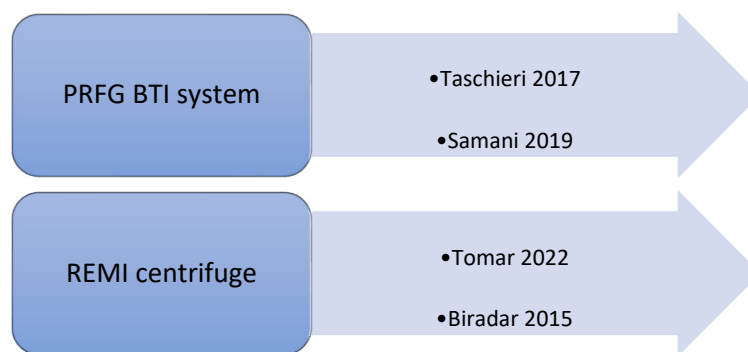 PRFG BTI system
•Taschieri 2017
•Samani 2019
REMI centrifuge
•Tomar 2022
•Biradar 2015